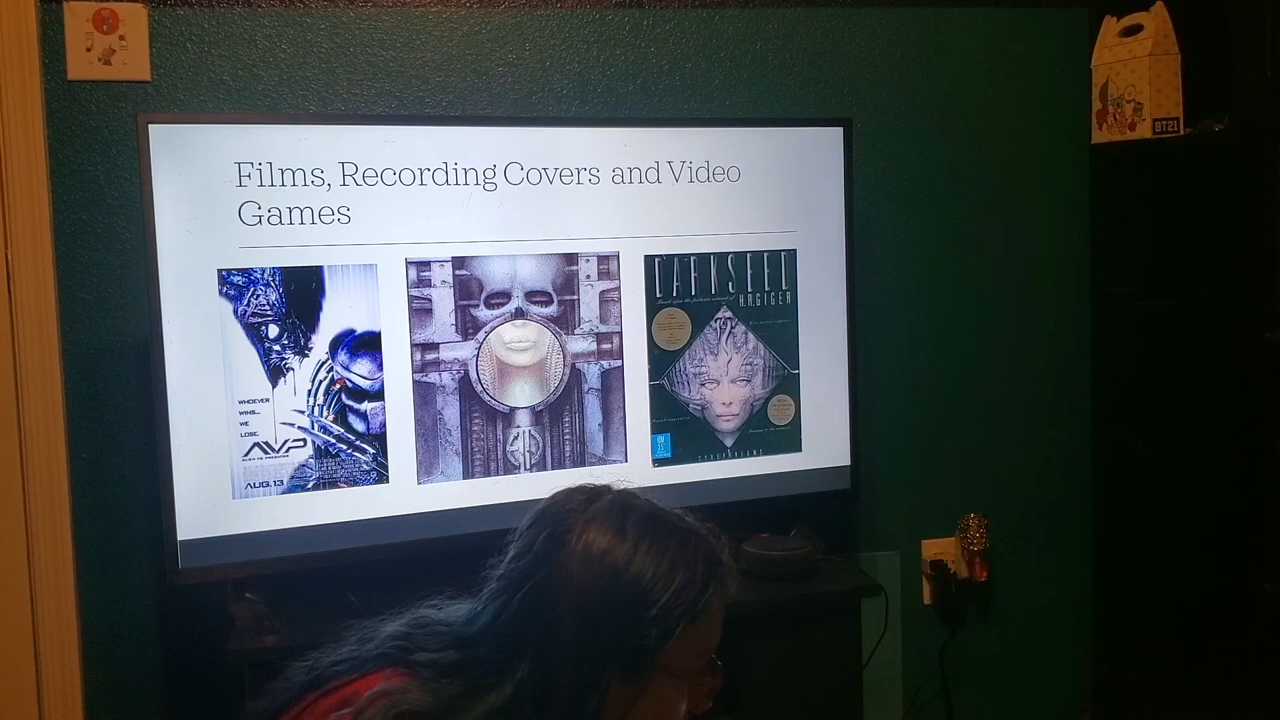 Films, Recording Covers and Video
Games
WHOEVER
WINS...
WE
LOSE.
AVP
ALIEN VS. PREDATOR
AUG.13
DARKSEED
H.R.GIGER
CYBERDREAMS
BT21